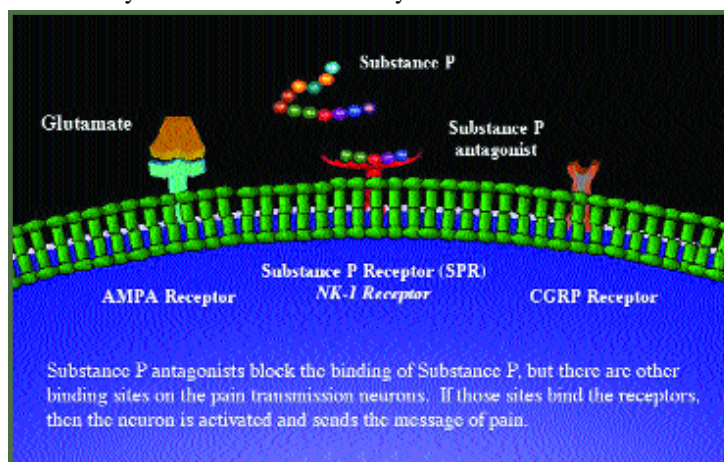 Substance P
Glutamate
Substance P
antagonist
Substance P Receptor (SPR)
AMPA Receptor
NK-1 Receptor
CGRP Receptor
Substance P antagonists block the binding of Substance P, but there are other
binding sites on the pain transmission neurons. If those sites bind the receptors,
then the neuron is activated and sends the message of pain.